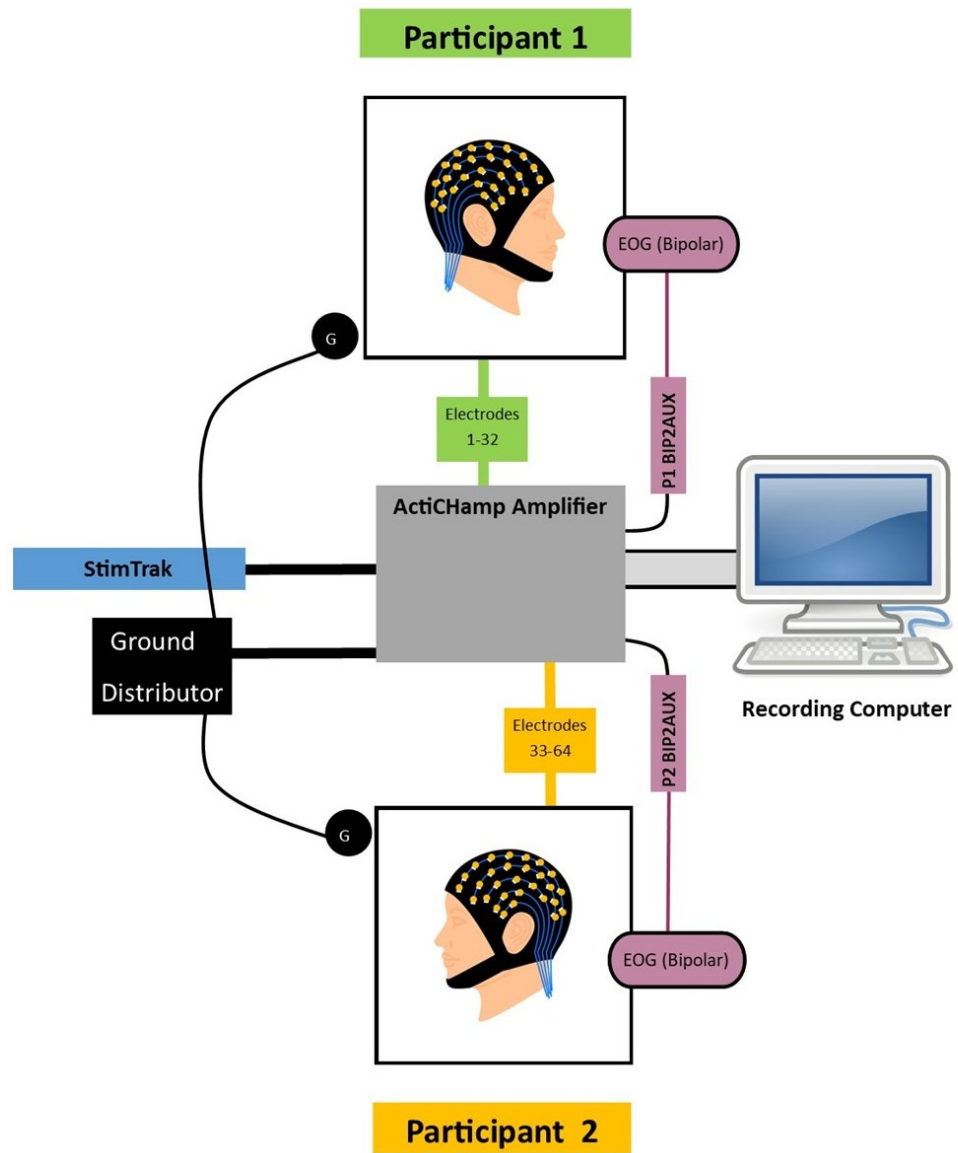 Participant 1
EOG (Bipolar)
G
Electrodes
1-32
P1 BIP2AUX
ActiCHamp Amplifier
StimTrak
Ground
Distributor
Recording Computer
Electrodes
33-64
P2 BIP2AUX
G
EOG (Bipolar)
Participant 2